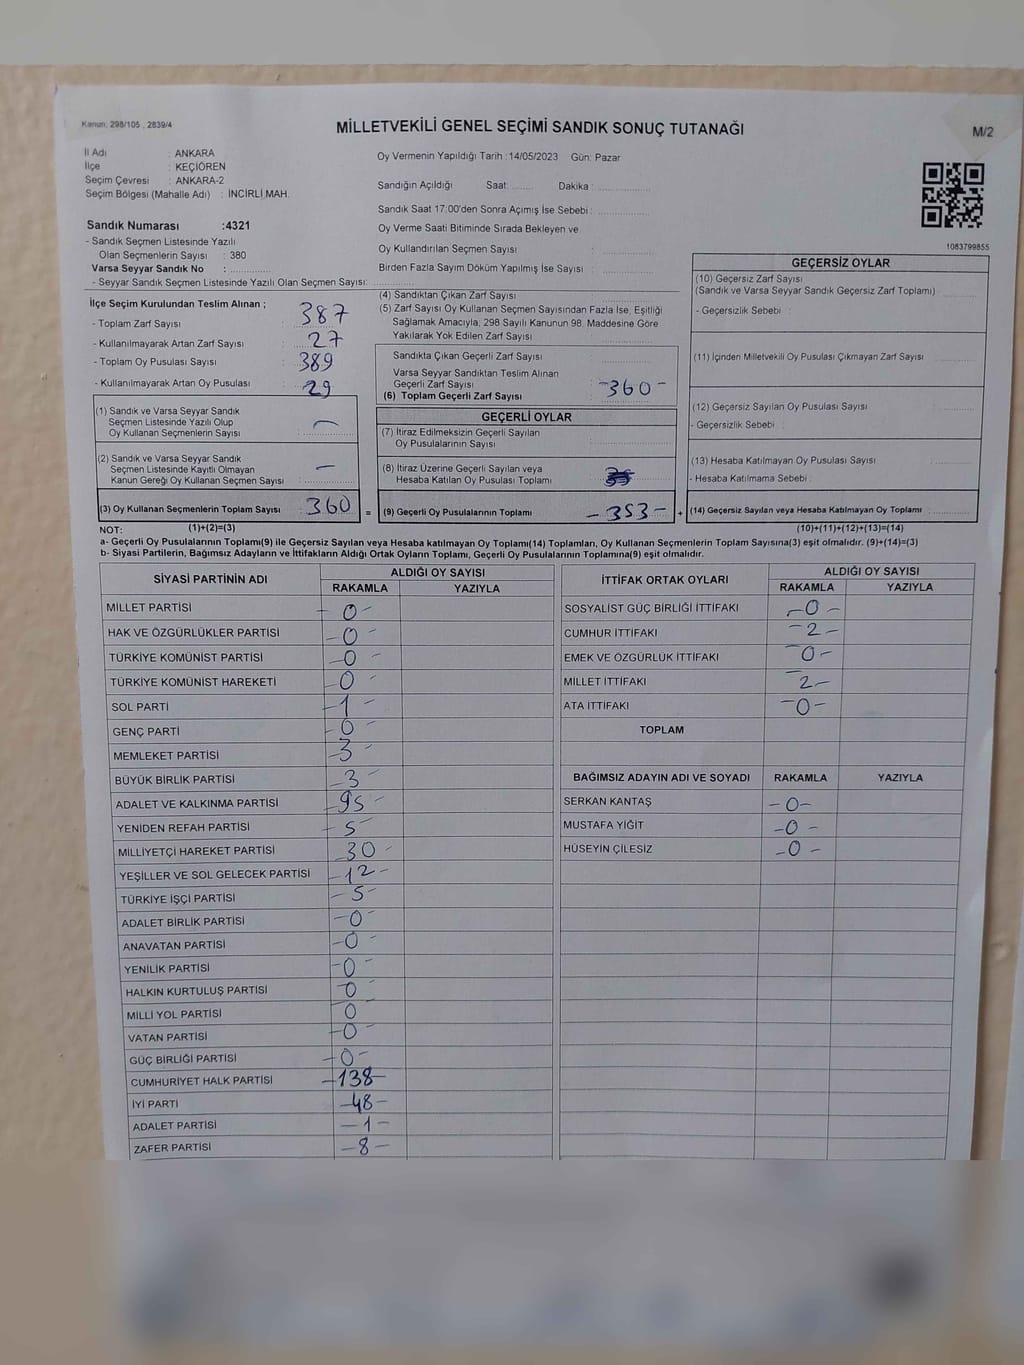 Kanun: 298/105 , 2839/4
MİLLETVEKİLİ GENEL SEÇİMİ SANDIK SONUÇ TUTANAĞI
M/2
İl Adı : ANKARA
İlçe : KEÇİÖREN
Seçim Çevresi : ANKARA-2
Seçim Bölgesi (Mahalle Adı) : İNCİRLİ MAH.
Oy Vermenin Yapıldığı Tarih :14/05/2023 Gün: Pazar
Sandığın Açıldığı Saat: ........ Dakika : ..............
Sandık Saat 17:00'den Sonra Açımış İse Sebebi : ..............
Oy Verme Saati Bitiminde Sırada Bekleyen ve
Oy Kullandırılan Seçmen Sayısı : ..............
Birden Fazla Sayım Döküm Yapılmış İse Sayısı : ..............
1083799855
Sandık Numarası :4321
- Sandık Seçmen Listesinde Yazılı
Olan Seçmenlerin Sayısı : 380
Varsa Seyyar Sandık No : ..............
- Seyyar Sandık Seçmen Listesinde Yazılı Olan Seçmen Sayısı: ..............
İlçe Seçim Kurulundan Teslim Alınan ;
- Toplam Zarf Sayısı : 387
- Kullanılmayarak Artan Zarf Sayısı : 27
- Toplam Oy Pusulası Sayısı : 389
- Kullanılmayarak Artan Oy Pusulası : 29
(1) Sandık ve Varsa Seyyar Sandık
Seçmen Listesinde Yazılı Olup
Oy Kullanan Seçmenlerin Sayısı : —
(2) Sandık ve Varsa Seyyar Sandık
Seçmen Listesinde Kayıtlı Olmayan
Kanun Gereği Oy Kullanan Seçmen Sayısı : —
(3) Oy Kullanan Seçmenlerin Toplam Sayısı : 360
(4) Sandıktan Çıkan Zarf Sayısı : ..............
(5) Zarf Sayısı Oy Kullanan Seçmen Sayısından Fazla İse, Eşitliği
Sağlamak Amacıyla, 298 Sayılı Kanunun 98. Maddesine Göre
Yakılarak Yok Edilen Zarf Sayısı : ..............
Sandıkta Çıkan Geçerli Zarf Sayısı : ..............
Varsa Seyyar Sandıktan Teslim Alınan
Geçerli Zarf Sayısı
(6) Toplam Geçerli Zarf Sayısı : -360-
GEÇERLİ OYLAR
(7) İtiraz Edilmeksizin Geçerli Sayılan
Oy Pusulalarının Sayısı : ..............
(8) İtiraz Üzerine Geçerli Sayılan veya
Hesaba Katılan Oy Pusulası Toplamı :
= (9) Geçerli Oy Pusulalarının Toplamı : -353- +
GEÇERSİZ OYLAR
(10) Geçersiz Zarf Sayısı
(Sandık ve Varsa Seyyar Sandık Geçersiz Zarf Toplamı) : ..............
- Geçersizlik Sebebi :
(11) İçinden Milletvekili Oy Pusulası Çıkmayan Zarf Sayısı : ..............
(12) Geçersiz Sayılan Oy Pusulası Sayısı : ..............
- Geçersizlik Sebebi :
(13) Hesaba Katılmayan Oy Pusulası Sayısı : ..............
- Hesaba Katılmama Sebebi :
(14) Geçersiz Sayılan veya Hesaba Katılmayan Oy Toplamı : ..............
NOT: (1)+(2)=(3) (10)+(11)+(12)+(13)=(14)
a- Geçerli Oy Pusulalarının Toplamı(9) ile Geçersiz Sayılan veya Hesaba katılmayan Oy Toplamı(14) Toplamları, Oy Kullanan Seçmenlerin Toplam Sayısına(3) eşit olmalıdır. (9)+(14)=(3)
b- Siyasi Partilerin, Bağımsız Adayların ve İttifakların Aldığı Ortak Oyların Toplamı, Geçerli Oy Pusulalarının Toplamına(9) eşit olmalıdır.
SİYASİ PARTİNİN ADI ALDIĞI OY SAYISI
RAKAMLA YAZIYLA
MİLLET PARTİSİ -0-
HAK VE ÖZGÜRLÜKLER PARTİSİ -0-
TÜRKİYE KOMÜNİST PARTİSİ -0-
TÜRKİYE KOMÜNİST HAREKETİ -0-
SOL PARTİ -1-
GENÇ PARTİ -0-
MEMLEKET PARTİSİ -3-
BÜYÜK BİRLİK PARTİSİ -3-
ADALET VE KALKINMA PARTİSİ -95-
YENİDEN REFAH PARTİSİ -5-
MİLLİYETÇİ HAREKET PARTİSİ -30-
YEŞİLLER VE SOL GELECEK PARTİSİ -12-
TÜRKİYE İŞÇİ PARTİSİ -5-
ADALET BİRLİK PARTİSİ -0-
ANAVATAN PARTİSİ -0-
YENİLİK PARTİSİ -0-
HALKIN KURTULUŞ PARTİSİ -0-
MİLLİ YOL PARTİSİ 0
VATAN PARTİSİ -0-
GÜÇ BİRLİĞİ PARTİSİ -0-
CUMHURİYET HALK PARTİSİ -138-
İYİ PARTİ -48-
ADALET PARTİSİ -1-
ZAFER PARTİSİ -8-
İTTİFAK ORTAK OYLARI ALDIĞI OY SAYISI
RAKAMLA YAZIYLA
SOSYALİST GÜÇ BİRLİĞİ İTTİFAKI -0-
CUMHUR İTTİFAKI -2-
EMEK VE ÖZGÜRLÜK İTTİFAKI -0-
MİLLET İTTİFAKI -2-
ATA İTTİFAKI -0-
TOPLAM
BAĞIMSIZ ADAYIN ADI VE SOYADI RAKAMLA YAZIYLA
SERKAN KANTAŞ -0-
MUSTAFA YİĞİT -0-
HÜSEYİN ÇİLESİZ -0-